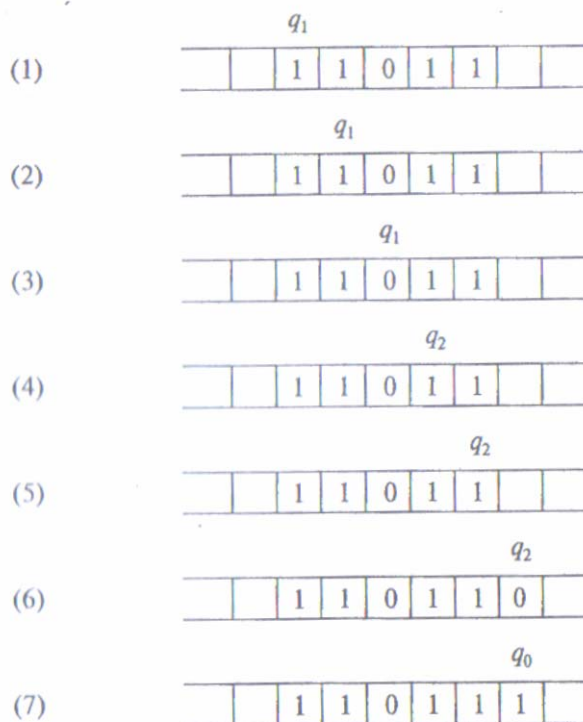 q₁
(1) 1 1 0 1 1
q₁
(2) 1 1 0 1 1
q₁
(3) 1 1 0 1 1
q₂
(4) 1 1 0 1 1
q₂
(5) 1 1 0 1 1
q₂
(6) 1 1 0 1 1 0
q₀
(7) 1 1 0 1 1 1